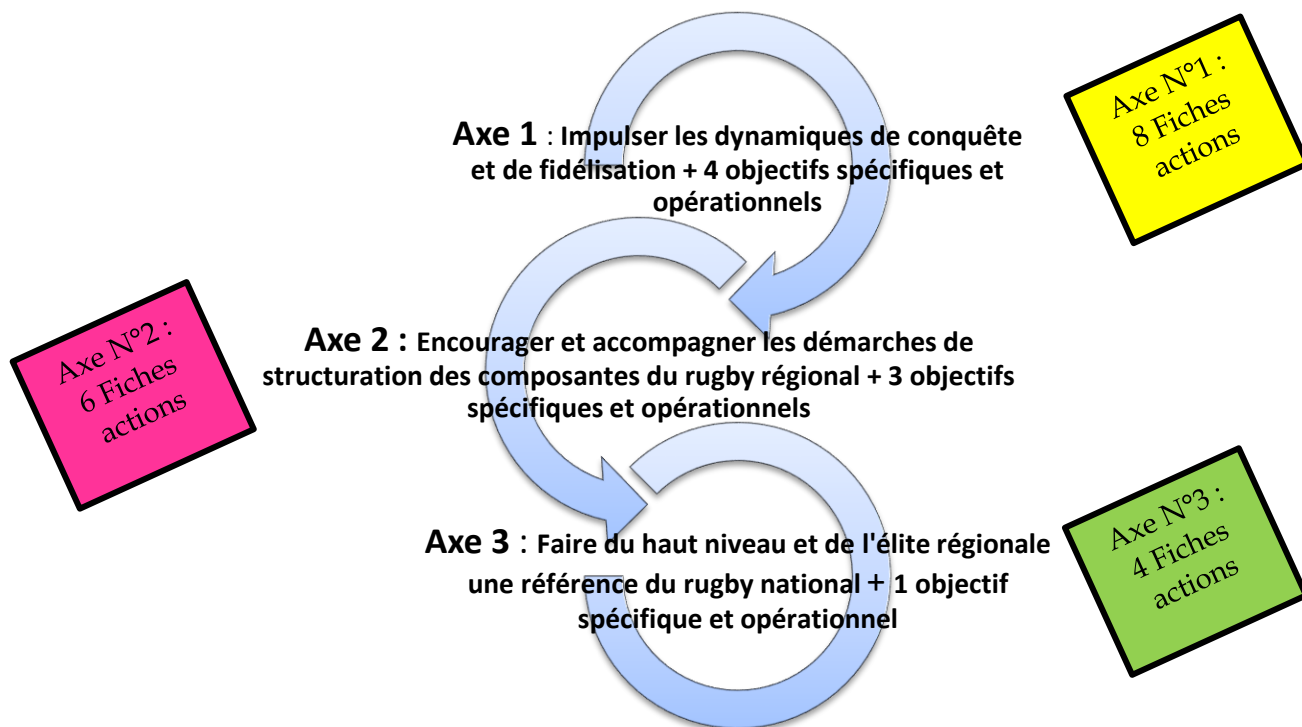 Axe 1 : Impulser les dynamiques de conquête
et de fidélisation + 4 objectifs spécifiques et
opérationnels
Axe N°1 :
8 Fiches
actions
Axe 2 : Encourager et accompagner les démarches de
structuration des composantes du rugby régional + 3 objectifs
spécifiques et opérationnels
Axe N°2 :
6 Fiches
actions
Axe 3 : Faire du haut niveau et de l'élite régionale
une référence du rugby national + 1 objectif
spécifique et opérationnel
Axe N°3 :
4 Fiches
actions